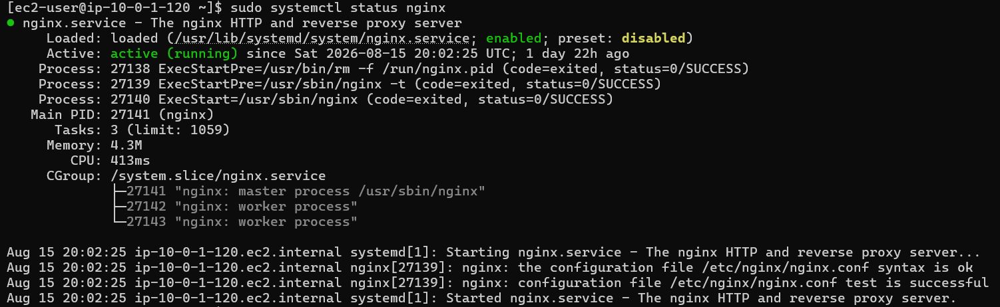 [ec2-user@ip-10-0-1-120 ~]$ sudo systemctl status nginx
● nginx.service - The nginx HTTP and reverse proxy server
     Loaded: loaded (/usr/lib/systemd/system/nginx.service; enabled; preset: disabled)
     Active: active (running) since Sat 2026-08-15 20:02:25 UTC; 1 day 22h ago
    Process: 27138 ExecStartPre=/usr/bin/rm -f /run/nginx.pid (code=exited, status=0/SUCCESS)
    Process: 27139 ExecStartPre=/usr/sbin/nginx -t (code=exited, status=0/SUCCESS)
    Process: 27140 ExecStart=/usr/sbin/nginx (code=exited, status=0/SUCCESS)
   Main PID: 27141 (nginx)
      Tasks: 3 (limit: 1059)
     Memory: 4.3M
        CPU: 413ms
     CGroup: /system.slice/nginx.service
             ├─27141 "nginx: master process /usr/sbin/nginx"
             ├─27142 "nginx: worker process"
             └─27143 "nginx: worker process"

Aug 15 20:02:25 ip-10-0-1-120.ec2.internal systemd[1]: Starting nginx.service - The nginx HTTP and reverse proxy server...
Aug 15 20:02:25 ip-10-0-1-120.ec2.internal nginx[27139]: nginx: the configuration file /etc/nginx/nginx.conf syntax is ok
Aug 15 20:02:25 ip-10-0-1-120.ec2.internal nginx[27139]: nginx: configuration file /etc/nginx/nginx.conf test is successful
Aug 15 20:02:25 ip-10-0-1-120.ec2.internal systemd[1]: Started nginx.service - The nginx HTTP and reverse proxy server.